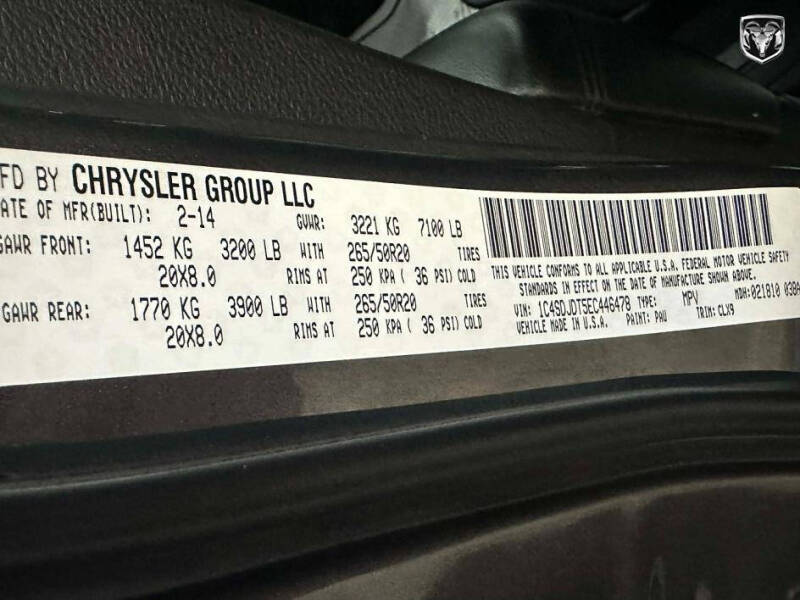 FD BY CHRYSLER GROUP LLC
ATE OF MFR(BUILT): 2-14 GVWR: 3221 KG 7100 LB
GAWR FRONT: 1452 KG 3200 LB WITH 265/50R20 TIRES
20X8.0 RIMS AT 250 KPA ( 36 PSI) COLD
GAWR REAR: 1770 KG 3900 LB WITH 265/50R20 TIRES
20X8.0 RIMS AT 250 KPA ( 36 PSI) COLD
THIS VEHICLE CONFORMS TO ALL APPLICABLE U.S.A. FEDERAL MOTOR VEHICLE SAFETY
STANDARDS IN EFFECT ON THE DATE OF MANUFACTURE SHOWN ABOVE.
VIN: 1C4SDJDT5EC446478 TYPE: MPV MDH:021810 038
VEHICLE MADE IN U.S.A. PAINT: PAU TRIM: CLX9